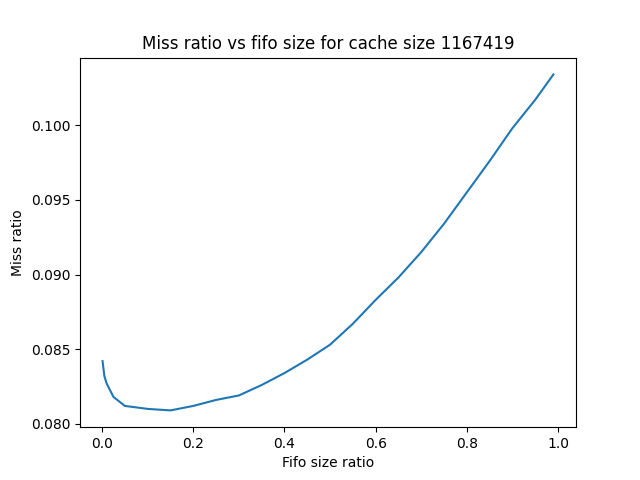 Miss ratio vs fifo size for cache size 1167419
0.100
0.095
0.090
0.085
0.080
Miss ratio
0.0 0.2 0.4 0.6 0.8 1.0
Fifo size ratio